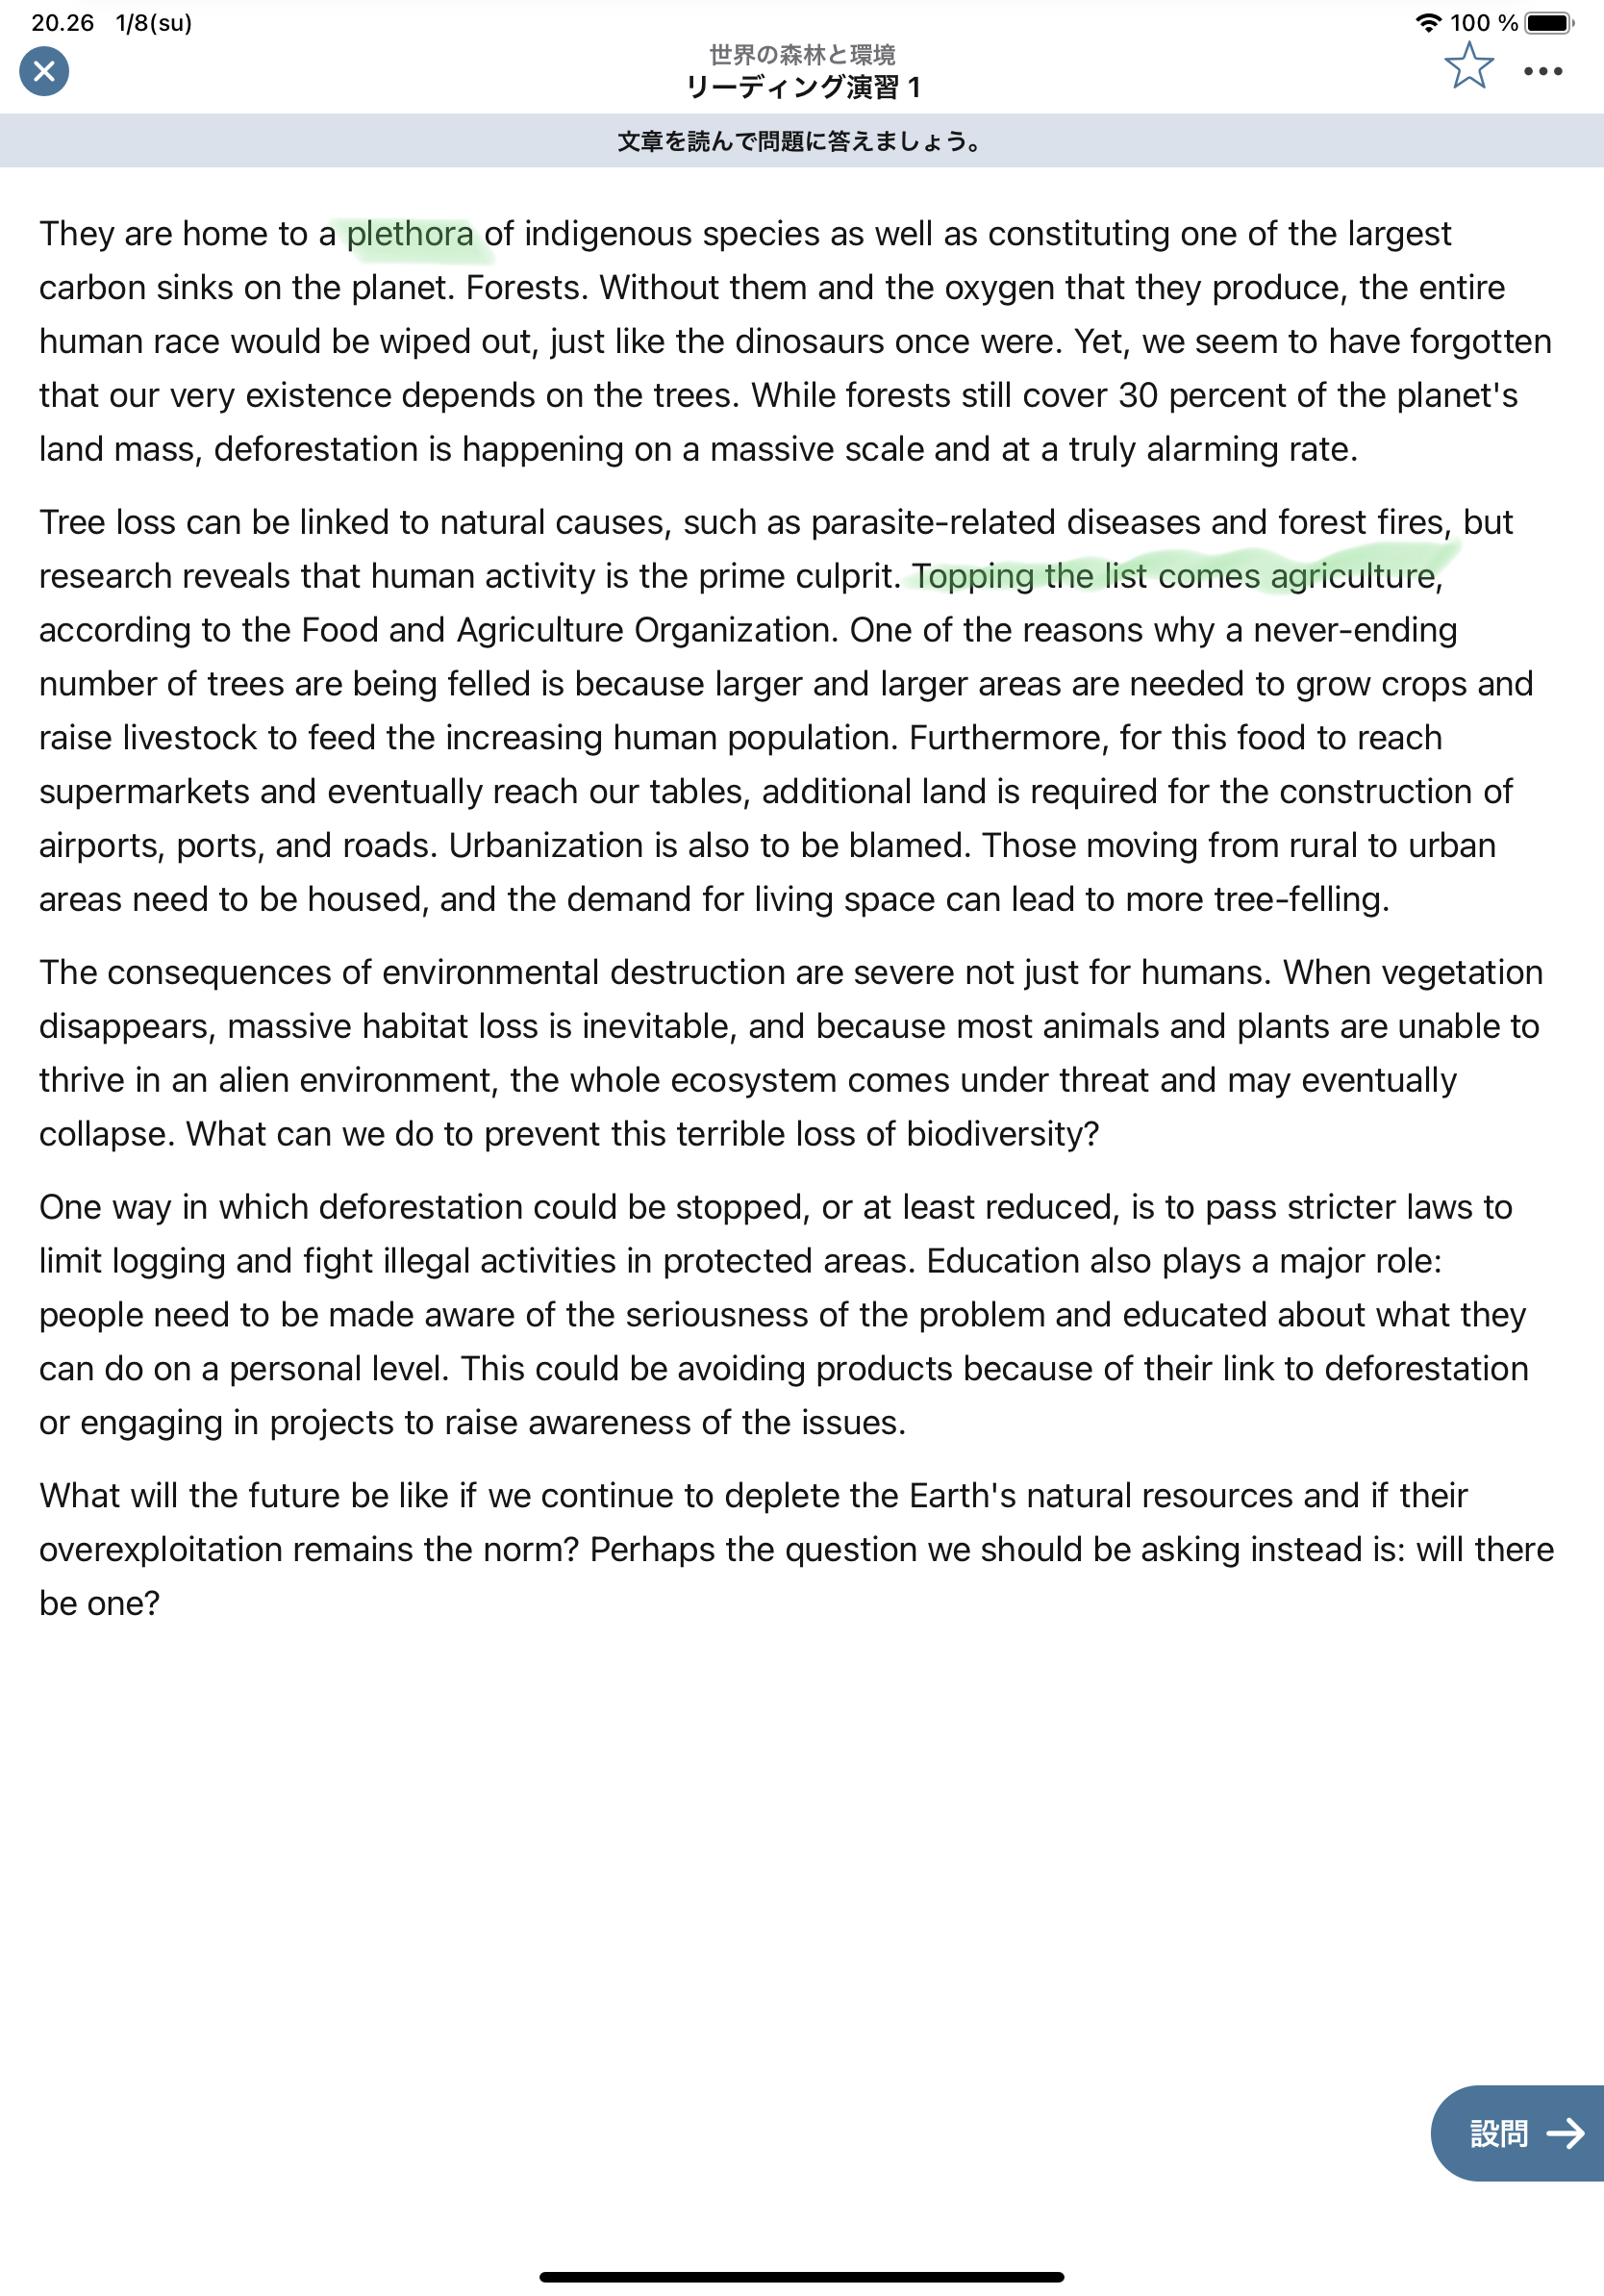 20.26 1/8(su)
100 %
世界の森林と環境
リーディング演習 1
文章を読んで問題に答えましょう。
They are home to a plethora of indigenous species as well as constituting one of the largest
carbon sinks on the planet. Forests. Without them and the oxygen that they produce, the entire
human race would be wiped out, just like the dinosaurs once were. Yet, we seem to have forgotten
that our very existence depends on the trees. While forests still cover 30 percent of the planet's
land mass, deforestation is happening on a massive scale and at a truly alarming rate.
Tree loss can be linked to natural causes, such as parasite-related diseases and forest fires, but
research reveals that human activity is the prime culprit. Topping the list comes agriculture,
according to the Food and Agriculture Organization. One of the reasons why a never-ending
number of trees are being felled is because larger and larger areas are needed to grow crops and
raise livestock to feed the increasing human population. Furthermore, for this food to reach
supermarkets and eventually reach our tables, additional land is required for the construction of
airports, ports, and roads. Urbanization is also to be blamed. Those moving from rural to urban
areas need to be housed, and the demand for living space can lead to more tree-felling.
The consequences of environmental destruction are severe not just for humans. When vegetation
disappears, massive habitat loss is inevitable, and because most animals and plants are unable to
thrive in an alien environment, the whole ecosystem comes under threat and may eventually
collapse. What can we do to prevent this terrible loss of biodiversity?
One way in which deforestation could be stopped, or at least reduced, is to pass stricter laws to
limit logging and fight illegal activities in protected areas. Education also plays a major role:
people need to be made aware of the seriousness of the problem and educated about what they
can do on a personal level. This could be avoiding products because of their link to deforestation
or engaging in projects to raise awareness of the issues.
What will the future be like if we continue to deplete the Earth's natural resources and if their
overexploitation remains the norm? Perhaps the question we should be asking instead is: will there
be one?
設問